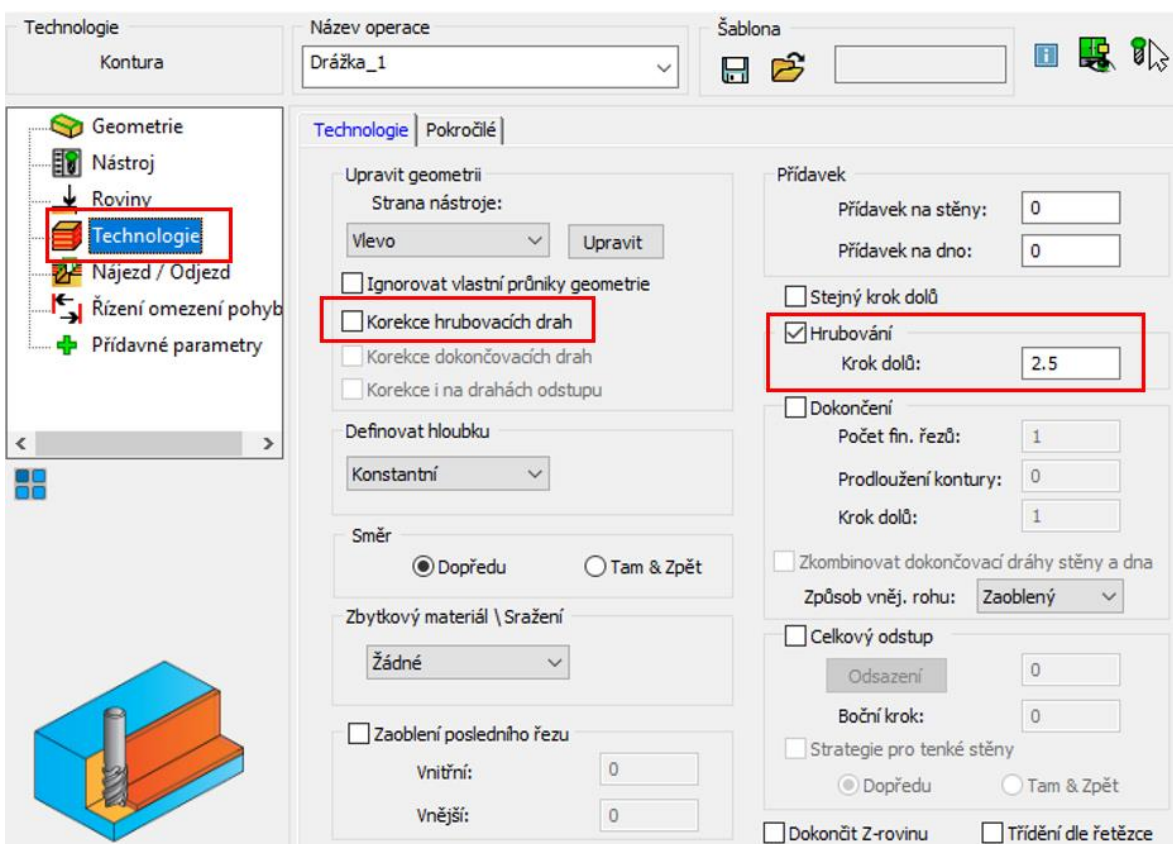 Technologie
Kontura
Název operace
Drážka_1
Šablona
Geometrie
Nástroj
Roviny
Technologie
Nájezd / Odjezd
Řízení omezení pohyb
Přídavné parametry
Technologie
Pokročilé
Upravit geometrii
Strana nástroje:
Vlevo
Upravit
Ignorovat vlastní průniky geometrie
Korekce hrubovacích drah
Korekce dokončovacích drah
Korekce i na drahách odstupu
Definovat hloubku
Konstantní
Směr
Dopředu
Tam & Zpět
Zbytkový materiál \ Sražení
Žádné
Zaoblení posledního řezu
Vnitřní: 0
Vnější: 0
Přídavek
Přídavek na stěny: 0
Přídavek na dno: 0
Stejný krok dolů
Hrubování
Krok dolů: 2.5
Dokončení
Počet fin. řezů: 1
Prodloužení kontury: 0
Krok dolů: 1
Zkombinovat dokončovací dráhy stěny a dna
Způsob vněj. rohu: Zaoblený
Celkový odstup
Odsazení 0
Boční krok: 0
Strategie pro tenké stěny
Dopředu
Tam & Zpět
Dokončit Z-rovinu
Třídění dle řetězce